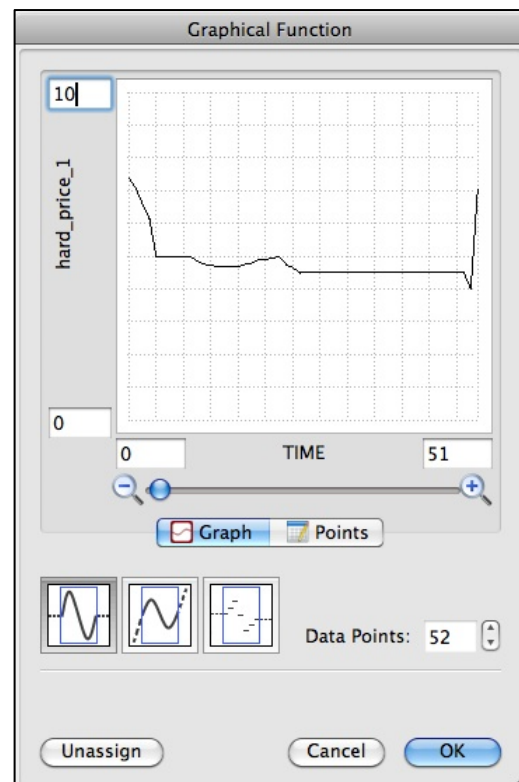 Graphical Function
10
hard_price_1
0
0 TIME 51
Graph Points
Data Points: 52
Unassign Cancel OK